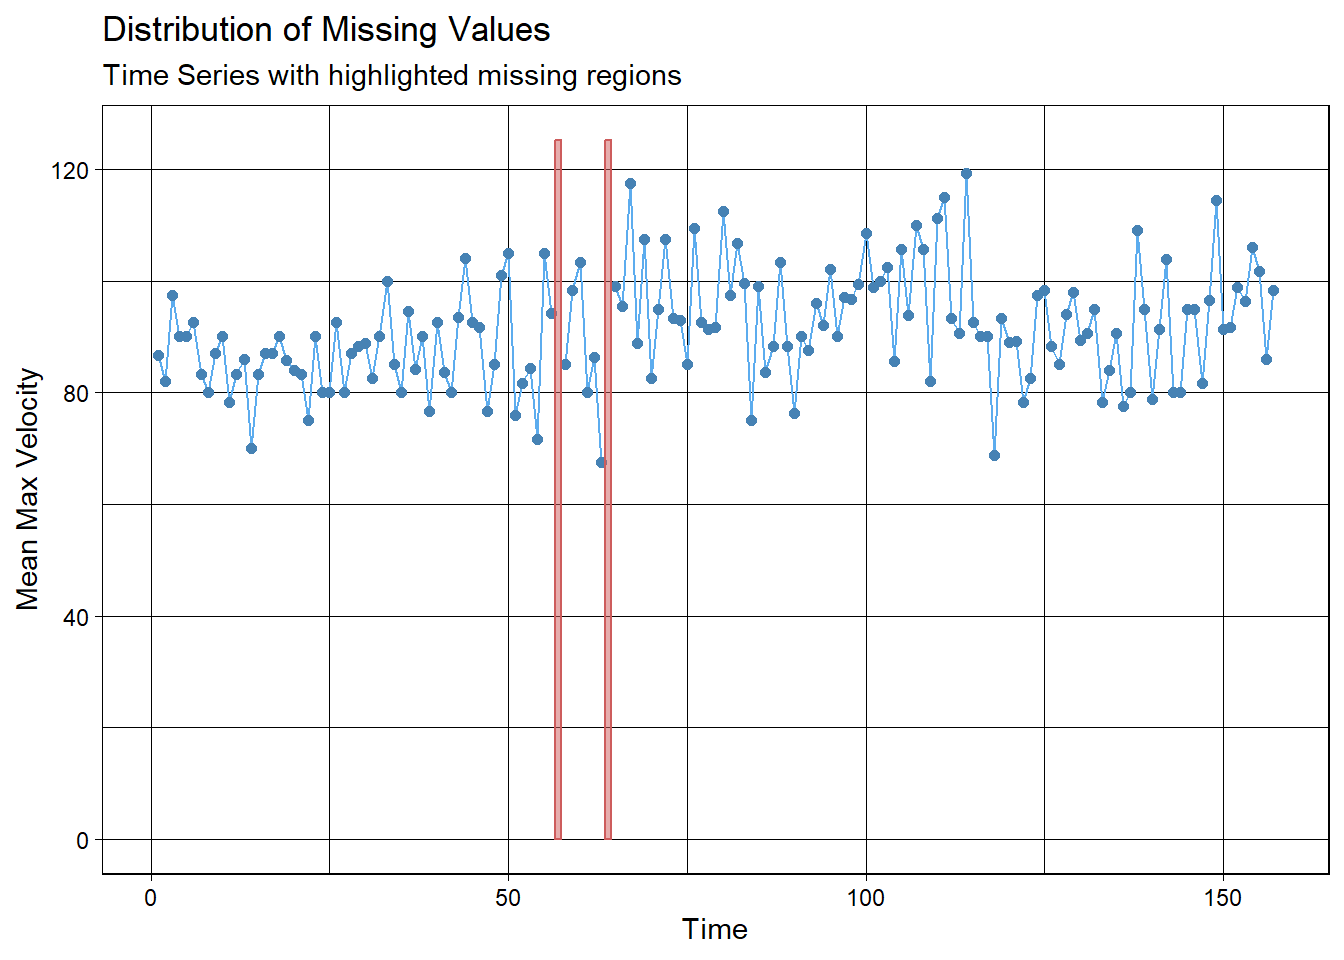 Distribution of Missing Values
Time Series with highlighted missing regions
120
80
40
0
Mean Max Velocity
0 50 100 150
Time